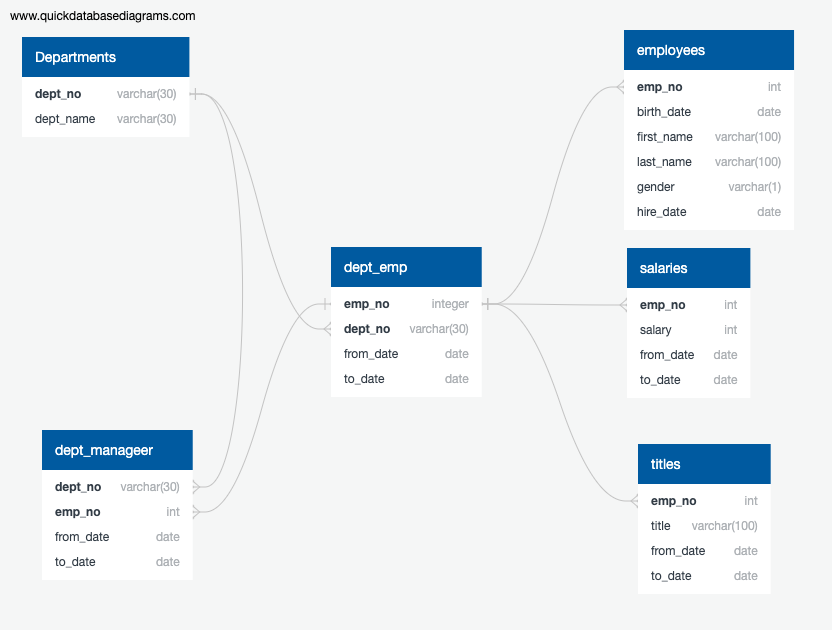 www.quickdatabasediagrams.com
Departments
dept_no varchar(30)
dept_name varchar(30)
employees
emp_no int
birth_date date
first_name varchar(100)
last_name varchar(100)
gender varchar(1)
hire_date date
dept_emp
emp_no integer
dept_no varchar(30)
from_date date
to_date date
salaries
emp_no int
salary int
from_date date
to_date date
dept_manageer
dept_no varchar(30)
emp_no int
from_date date
to_date date
titles
emp_no int
title varchar(100)
from_date date
to_date date